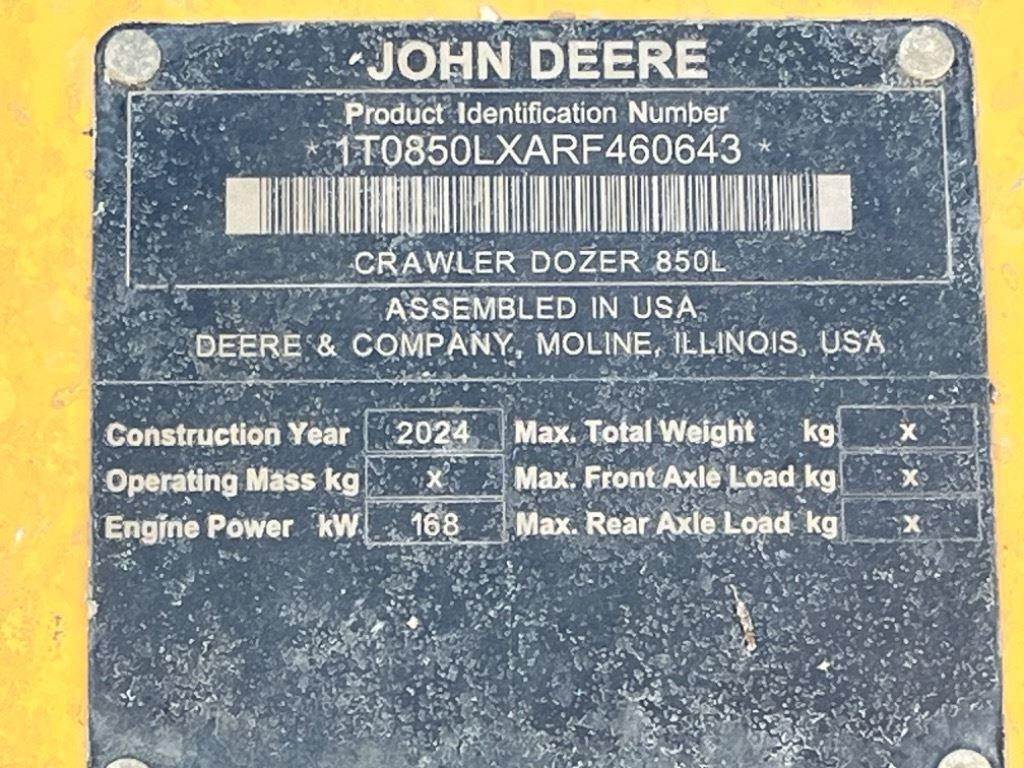 JOHN DEERE
Product Identification Number
* 1T0850LXARF460643 *
CRAWLER DOZER 850L
ASSEMBLED IN USA
DEERE & COMPANY, MOLINE, ILLINOIS, USA
Construction Year 2024 Max. Total Weight kg x
Operating Mass kg x Max. Front Axle Load kg x
Engine Power kW 168 Max. Rear Axle Load kg x